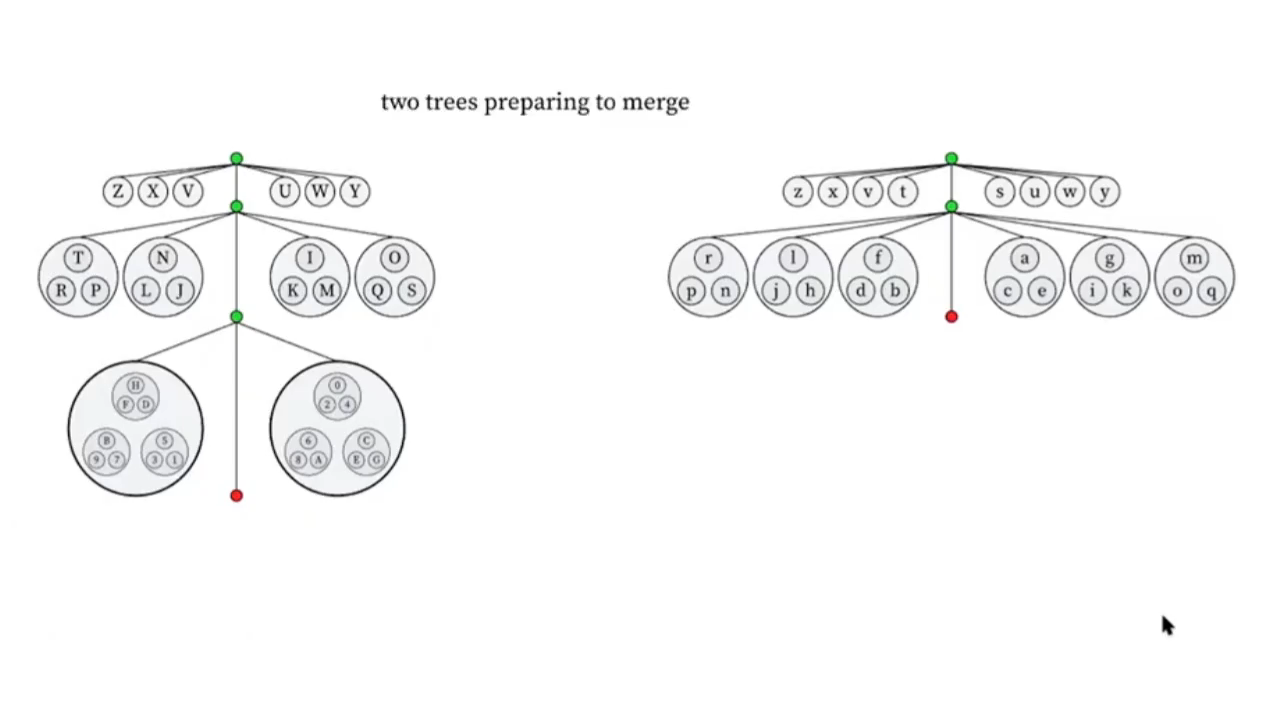 two trees preparing to merge
Z X V U W Y
z x v t s u w y
T N I O
R P L J K M Q S
r l f a g m
p n j h d b c e i k o q
H 0
F D 2 4
B 5 6 C
9 7 3 1 8 A E G